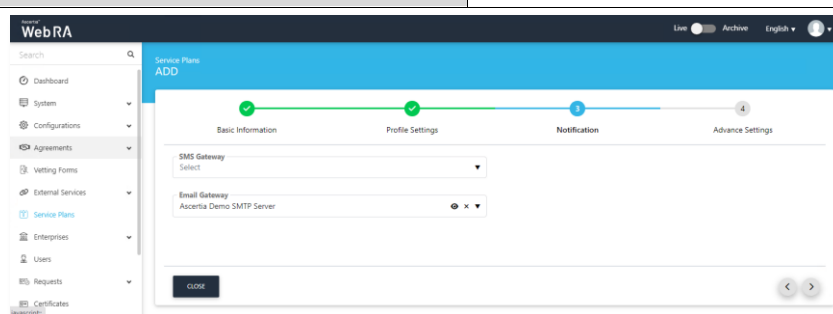 Ascertia
WebRA
Live Archive English
Search
Service Plans
ADD
Dashboard
System
Configurations
Agreements
Vetting Forms
External Services
Service Plans
Enterprises
Users
Requests
Certificates
Basic Information
Profile Settings
3
Notification
4
Advance Settings
SMS Gateway
Select
Email Gateway
Ascertia Demo SMTP Server
CLOSE
javascript: